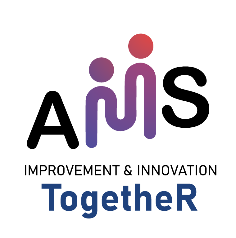 AMS
IMPROVEMENT & INNOVATION
TogetheR